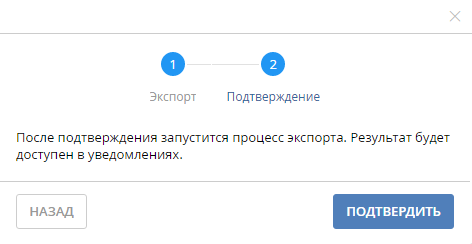 1 2
Экспорт Подтверждение
После подтверждения запустится процесс экспорта. Результат будет
доступен в уведомлениях.
НАЗАД ПОДТВЕРДИТЬ